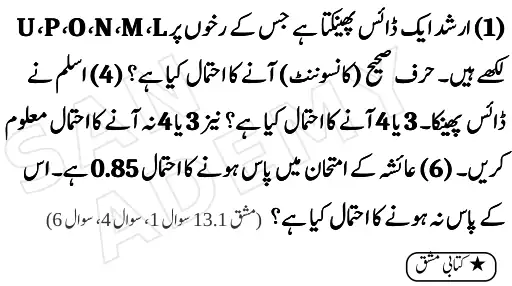 (1) ارشد ایک ڈائس پھینکتا ہے جس کے رخوں پر L،M،N،O،P،U
لکھے ہیں۔ حرف صحیح (کانسوننٹ) آنے کا احتمال کیا ہے؟ (4) اسلم نے
ڈائس پھینکا۔ 3 یا 4 آنے کا احتمال کیا ہے؟ نیز 3 یا 4 نہ آنے کا احتمال معلوم
کریں۔ (6) عائشہ کے امتحان میں پاس ہونے کا احتمال 0.85 ہے۔ اس
کے پاس نہ ہونے کا احتمال کیا ہے؟ (مشق 13.1 سوال 1، سوال 4، سوال 6)
★ کتابی مشق